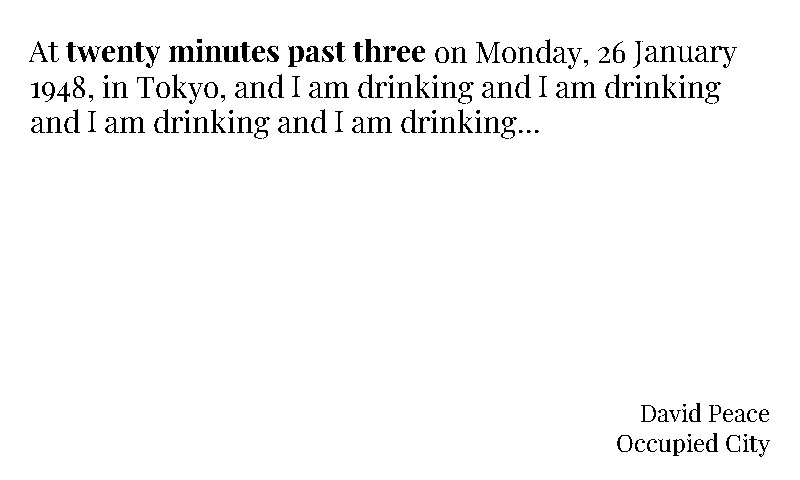 At twenty minutes past three on Monday, 26 January
1948, in Tokyo, and I am drinking and I am drinking
and I am drinking and I am drinking...
David Peace
Occupied City